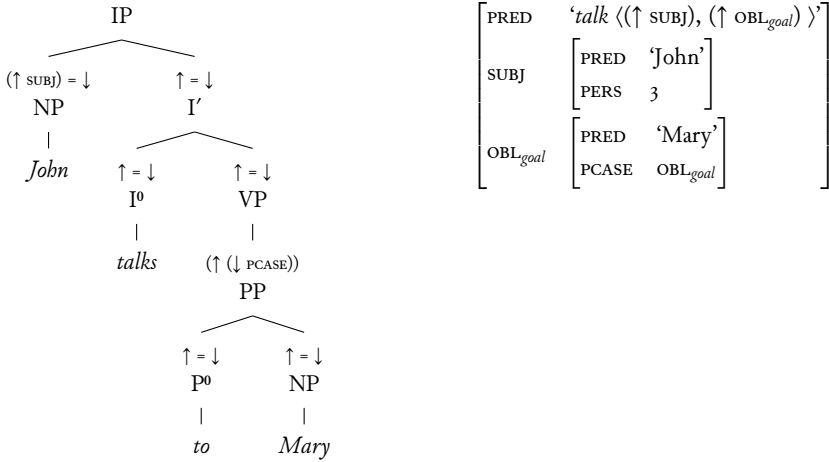 IP
(↑ SUBJ) = ↓ ↑ = ↓
NP I′
John ↑ = ↓ ↑ = ↓
I⁰ VP
talks (↑ (↓ PCASE))
PP
↑ = ↓ ↑ = ↓
P⁰ NP
to Mary
PRED ‘talk ⟨(↑ SUBJ), (↑ OBLgoal) ⟩’
SUBJ
PRED ‘John’
PERS 3
OBLgoal
PRED ‘Mary’
PCASE OBLgoal